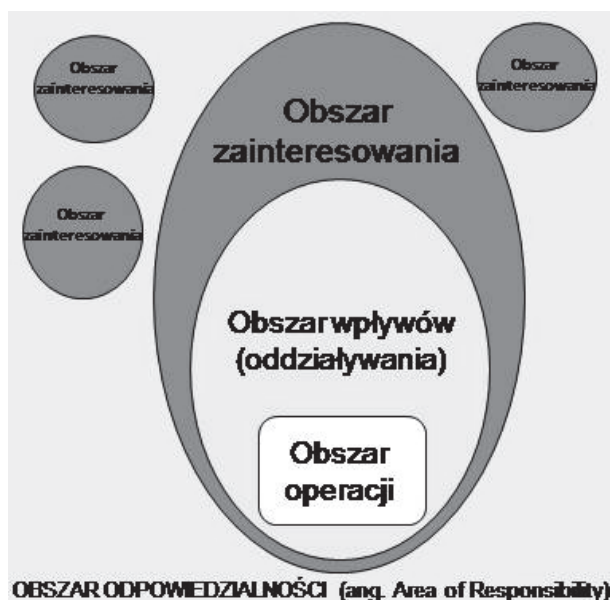 Obszar
zainteresowania
Obszar
zainteresowania
Obszar
zainteresowania
Obszar
zainteresowania
Obszar wpływów
(oddziaływania)
Obszar
operacji
OBSZAR ODPOWIEDZIALNOŚCI (ang. Area of Responsibility)